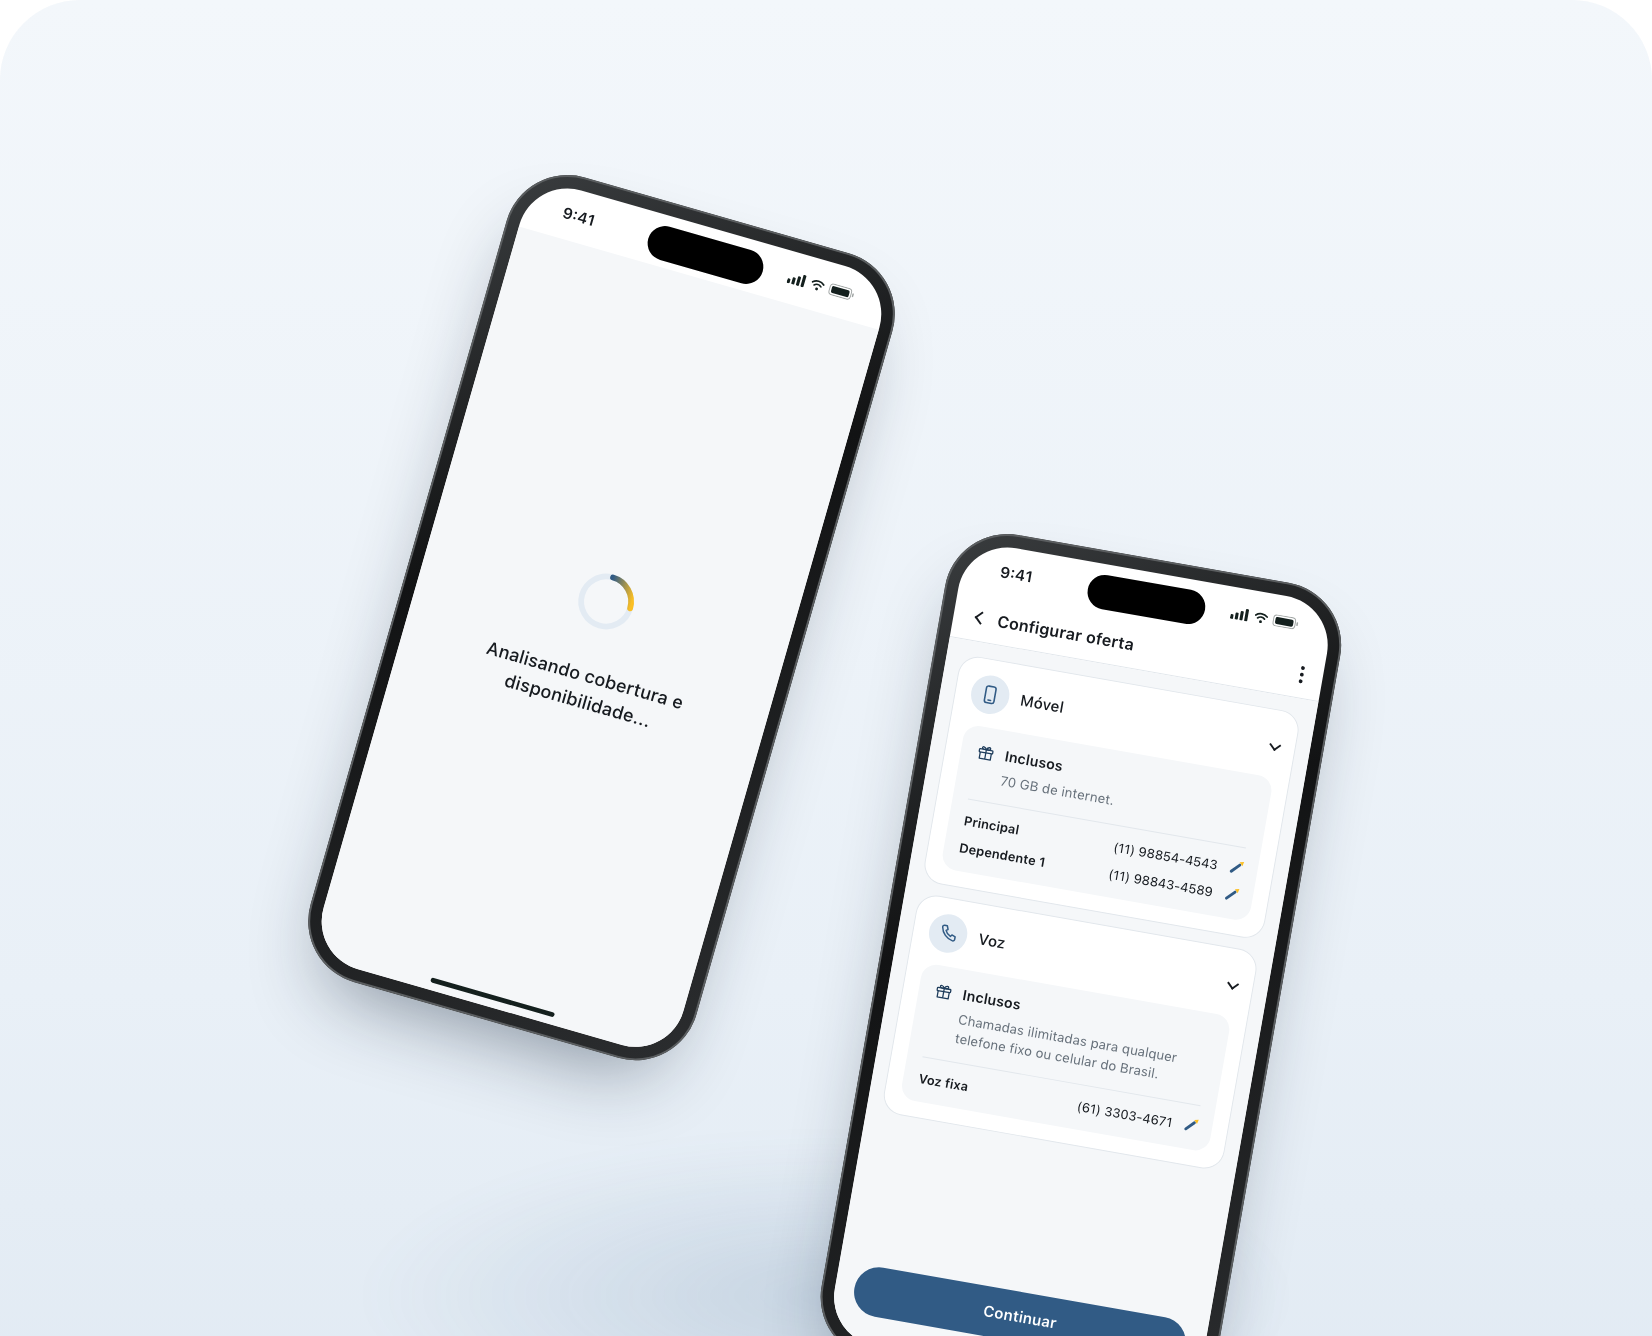 9:41
Analisando cobertura e
disponibilidade...
9:41
Configurar oferta
Móvel
Inclusos
70 GB de internet.
Principal (11) 98854-4543
Dependente 1 (11) 98843-4589
Voz
Inclusos
Chamadas ilimitadas para qualquer
telefone fixo ou celular do Brasil.
Voz fixa (61) 3303-4671
Continuar